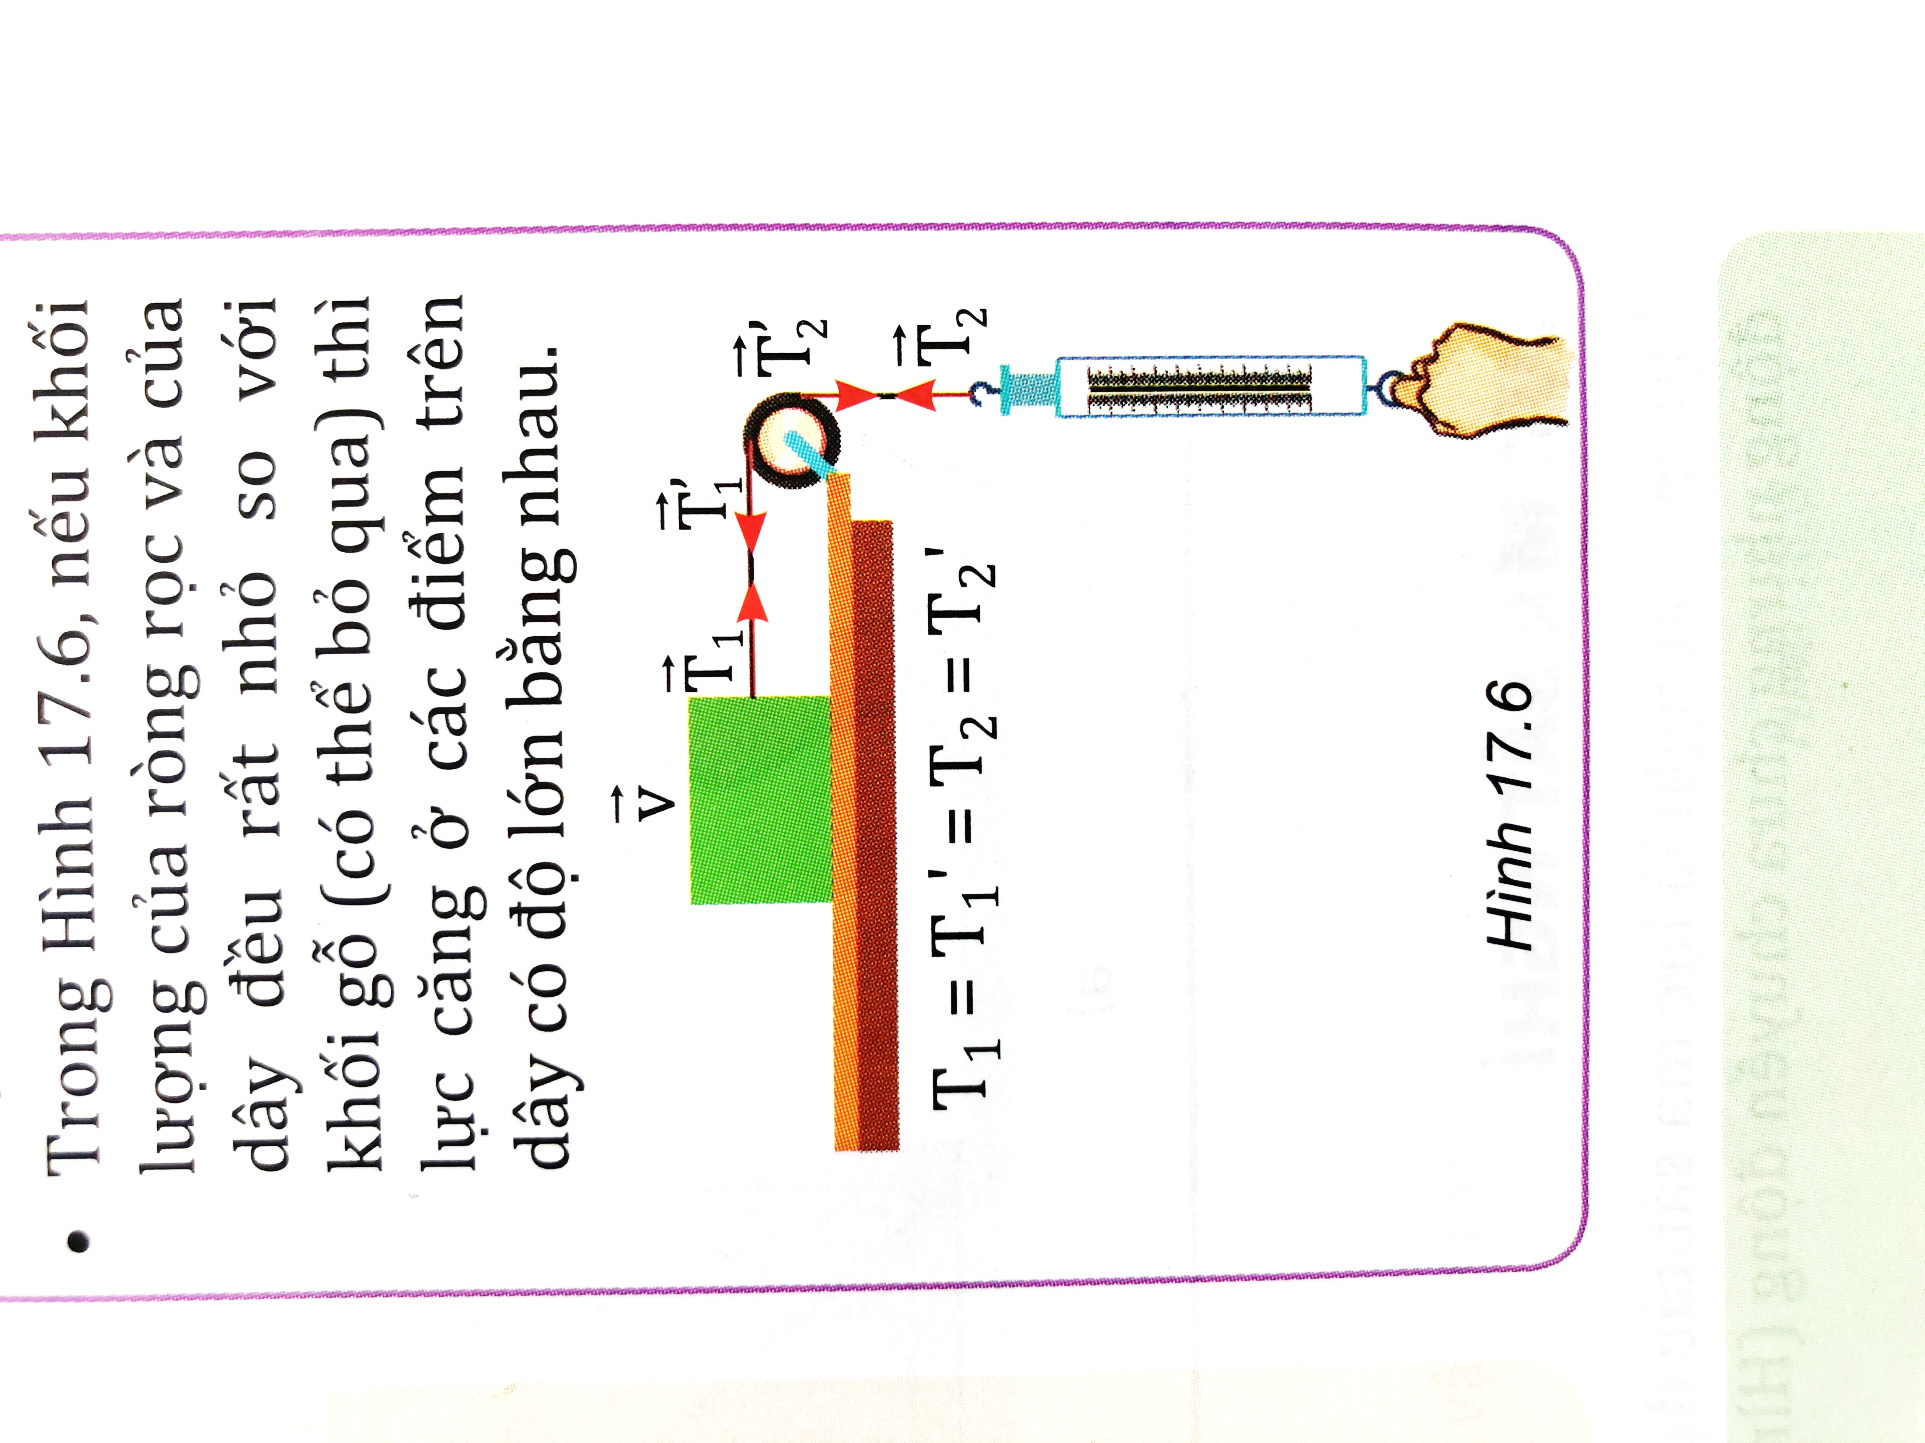 • Trong Hình 17.6, nếu khối
lượng của ròng rọc và của
dây đều rất nhỏ so với
khối gỗ (có thể bỏ qua) thì
lực căng ở các điểm trên
dây có độ lớn bằng nhau.
v⃗
T⃗₁ T⃗₁'
T⃗₂'
T⃗₂
T₁ = T₁' = T₂ = T₂'
Hình 17.6